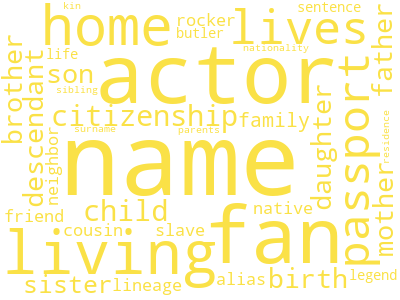 kin
sentence
home
rocker
lives
butler
father
brother
life
nationality
son
actor
sibling
descendant
citizenship
family
passport
surname
parents
neighbor
name
daughter
residence
mother
child
native
friend
cousin
slave
fan
living
sister
lineage
alias
birth
legend